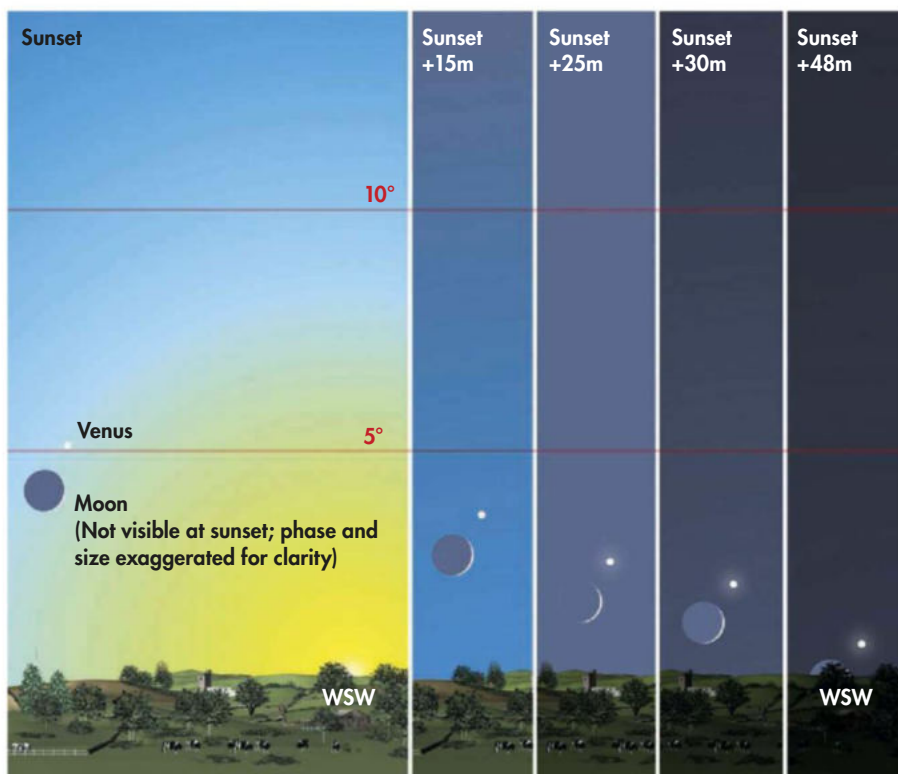 Sunset
Sunset
+15m
Sunset
+25m
Sunset
+30m
Sunset
+48m
10°
5°
Venus
Moon
(Not visible at sunset; phase and
size exaggerated for clarity)
WSW
WSW